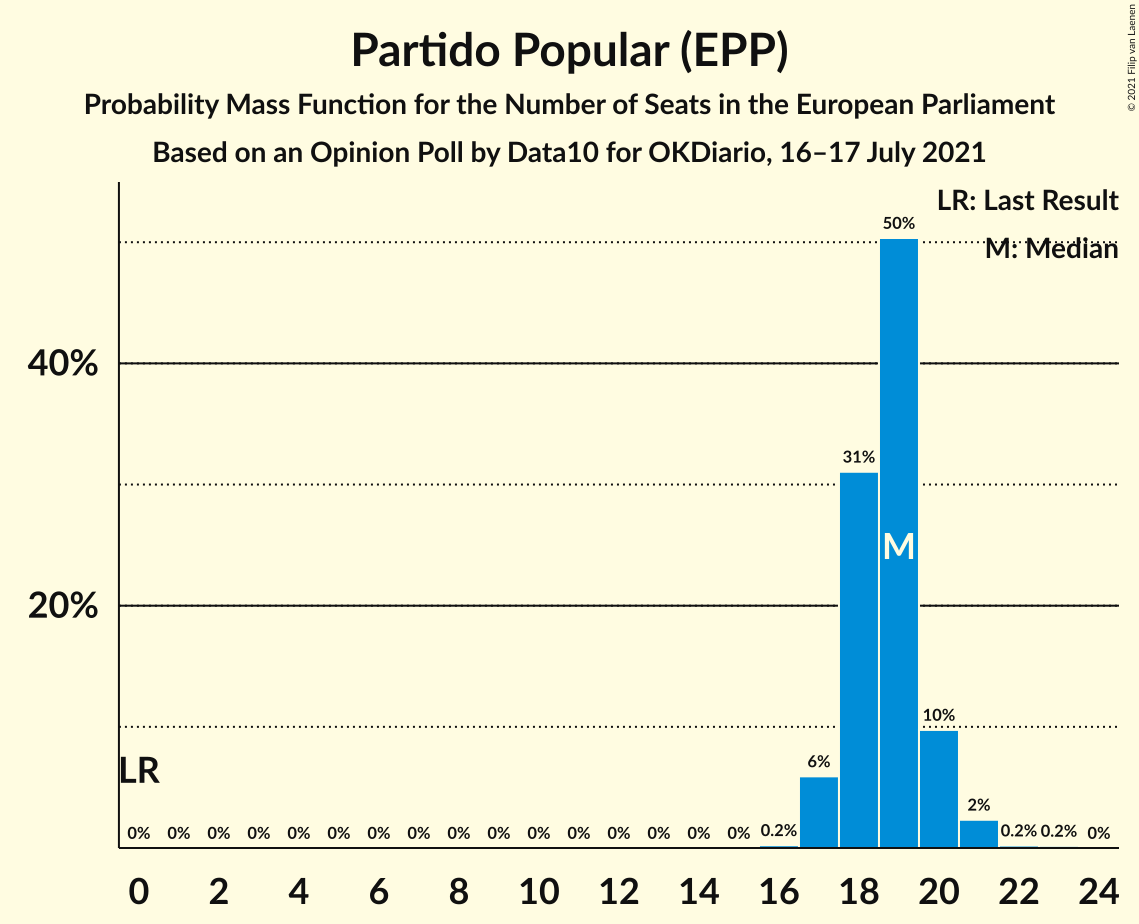 Partido Popular (EPP)
Probability Mass Function for the Number of Seats in the European Parliament
Based on an Opinion Poll by Data10 for OKDiario, 16–17 July 2021
© 2021 Filip van Laenen
LR: Last Result
M: Median
50%
40%
31%
M
20%
10%
6%
LR
2%
0% 0% 0% 0% 0% 0% 0% 0% 0% 0% 0% 0% 0% 0% 0% 0% 0.2% 0.2% 0.2% 0%
0 2 4 6 8 10 12 14 16 18 20 22 24